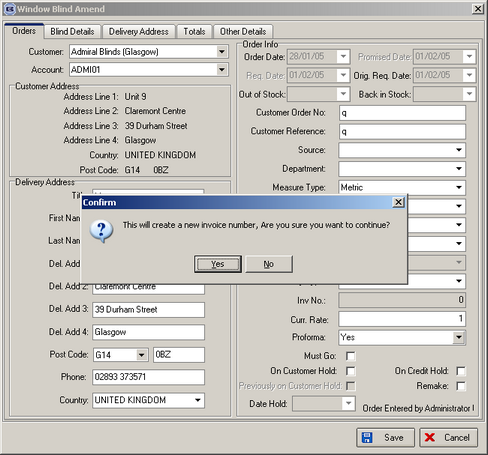 Window Blind Amend
Orders Blind Details Delivery Address Totals Other Details
Customer: Admiral Blinds (Glasgow)
Account: ADMI01
Customer Address
Address Line 1: Unit 9
Address Line 2: Claremont Centre
Address Line 3: 39 Durham Street
Address Line 4: Glasgow
Country: UNITED KINGDOM
Post Code: G14 0BZ
Delivery Address
First
Last
Del. Add
Del. Add 2: Claremont Centre
Del. Add 3: 39 Durham Street
Del. Add 4: Glasgow
Post Code: G14 0BZ
Phone: 02893 373571
Country: UNITED KINGDOM
Order Info
Order Date: 28/01/05 Promised Date: 01/02/05
Req. Date: 01/02/05 Orig. Req. Date: 01/02/05
Out of Stock: Back in Stock:
Customer Order No: q
Customer Reference: q
Source:
Department:
Measure Type: Metric
Inv No.: 0
Curr. Rate: 1
Proforma: Yes
Must Go:
On Customer Hold: On Credit Hold:
Previously on Customer Hold: Remake:
Date Hold: Order Entered by Administrator
Confirm
This will create a new invoice number, Are you sure you want to continue?
Yes No
Save Cancel